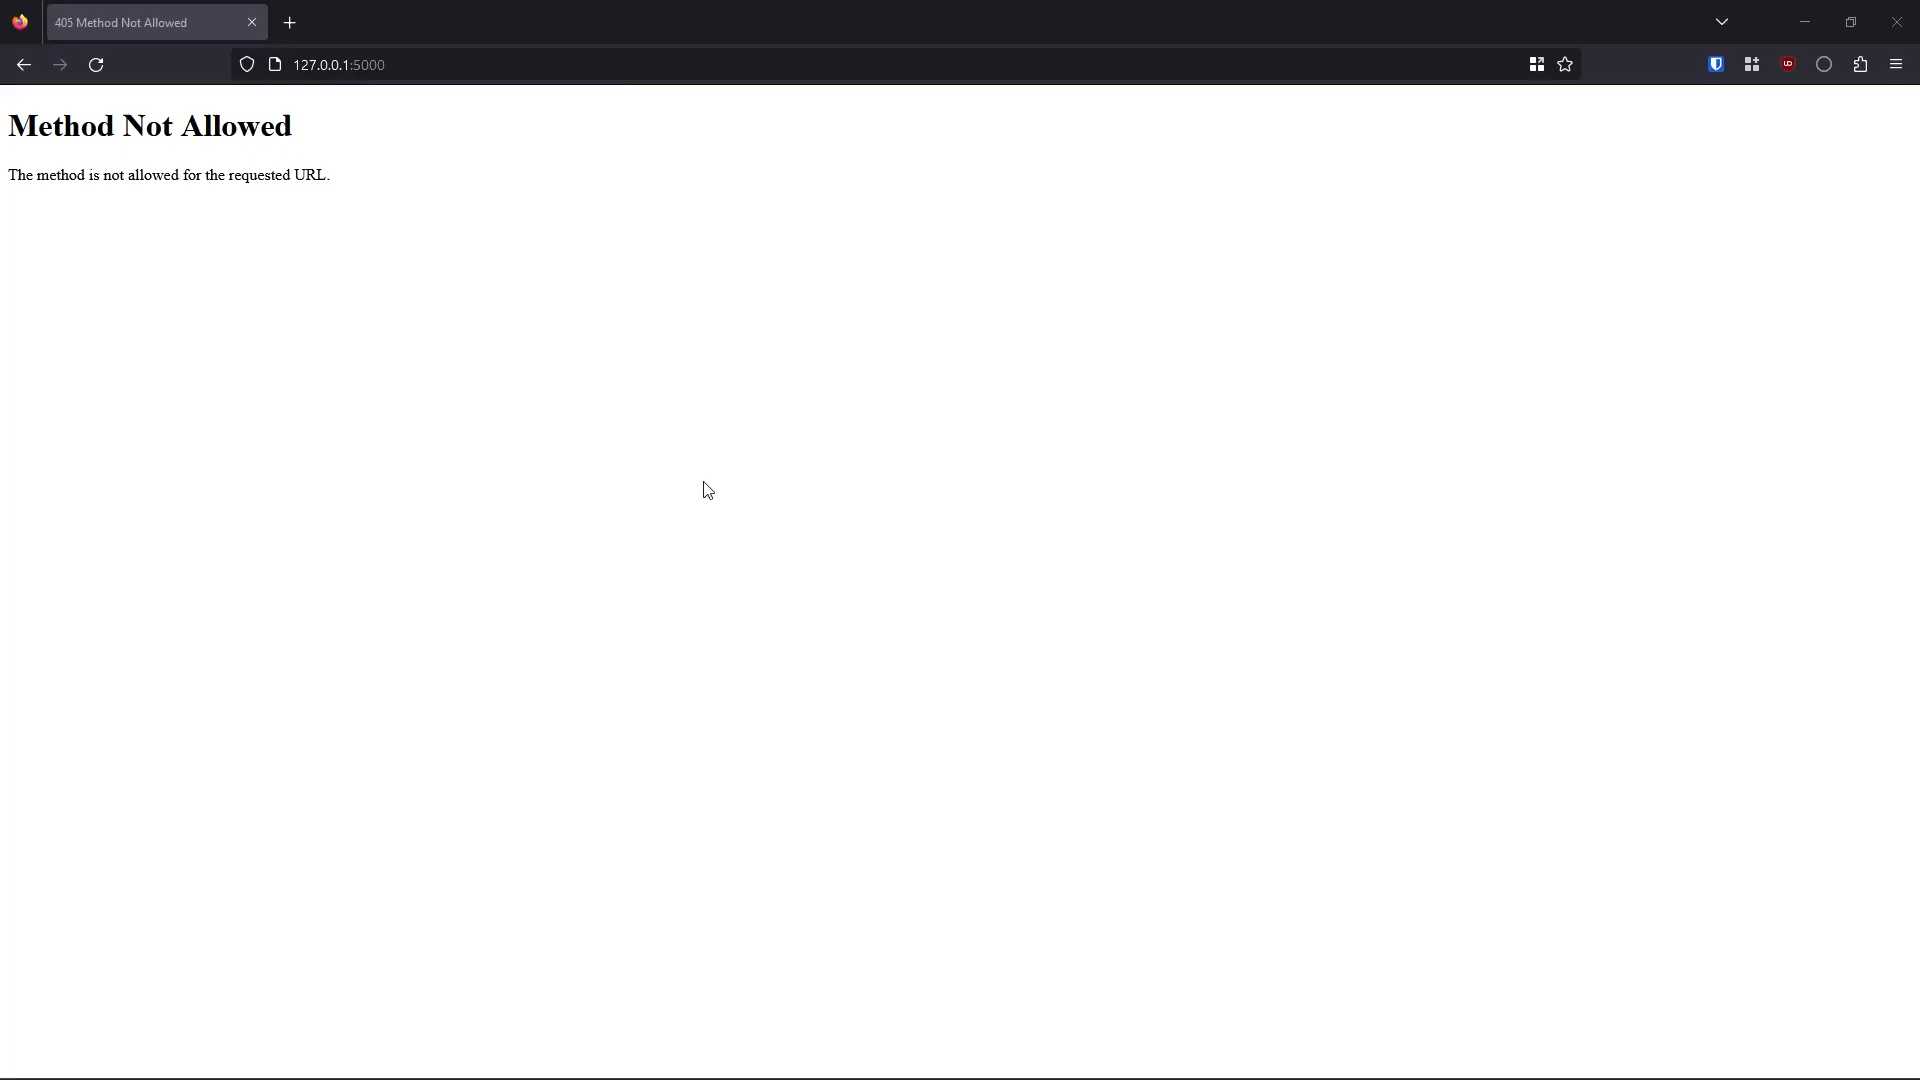 405 Method Not Allowed
127.0.0.1:5000
Method Not Allowed
The method is not allowed for the requested URL.